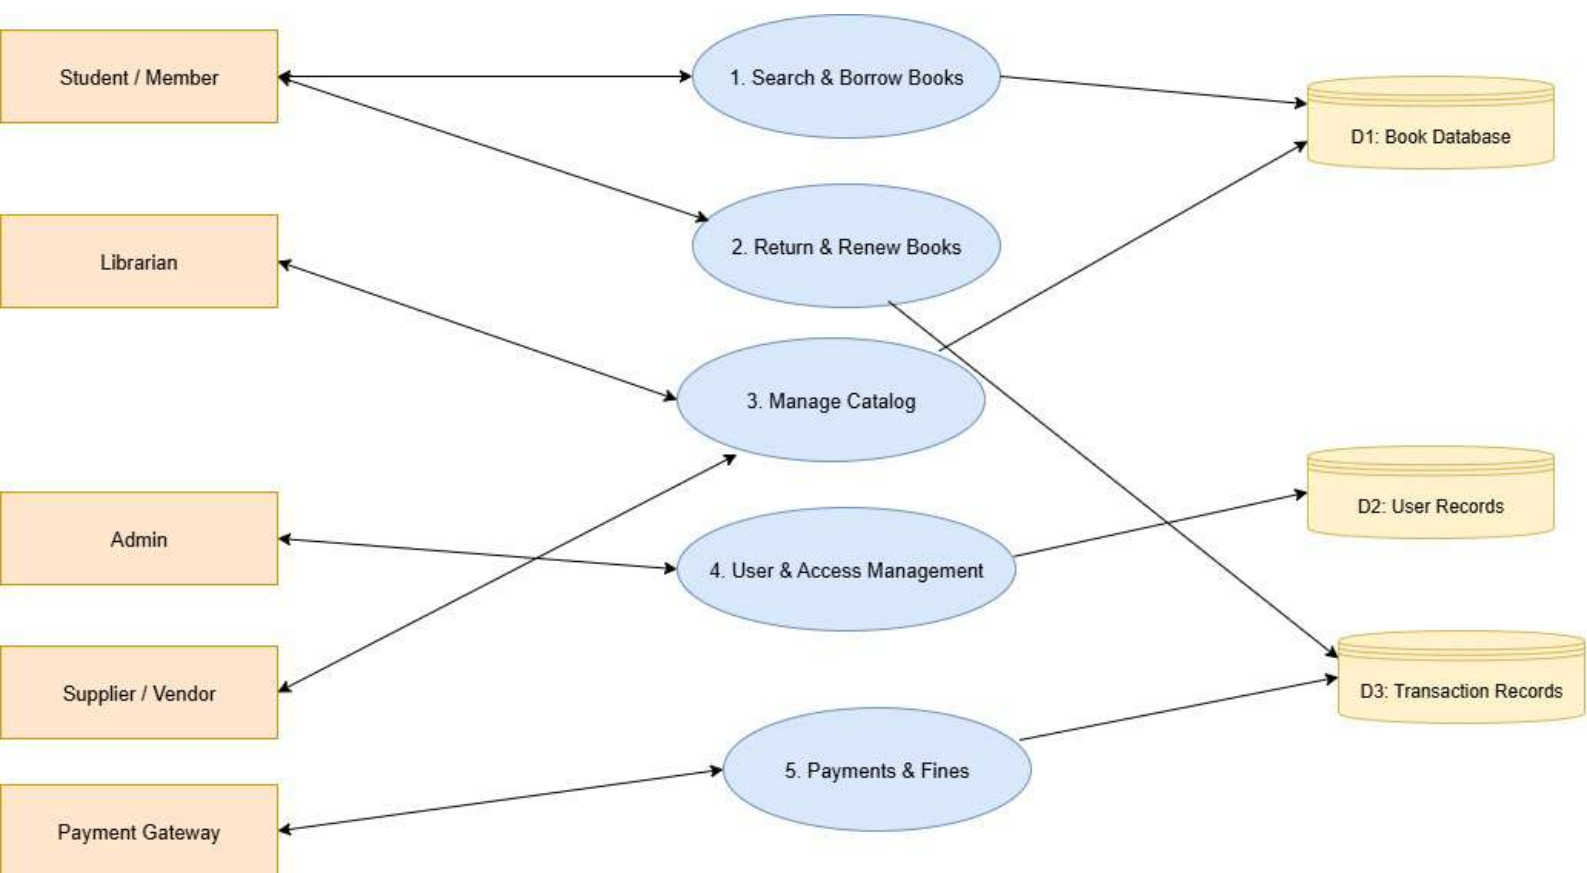 Student / Member
1. Search & Borrow Books
D1: Book Database
Librarian
2. Return & Renew Books
3. Manage Catalog
Admin
4. User & Access Management
D2: User Records
Supplier / Vendor
D3: Transaction Records
5. Payments & Fines
Payment Gateway